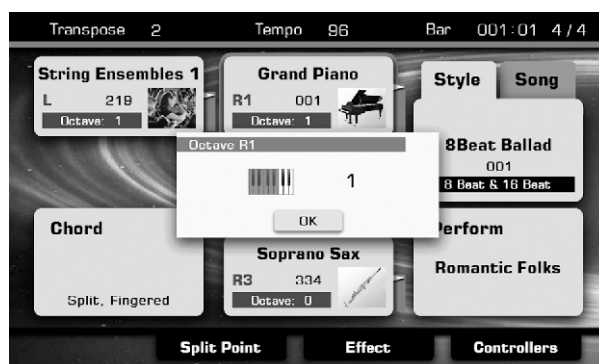 Transpose 2 Tempo 96 Bar 001:01 4/4
String Ensembles 1
L 219
Octave: 1
Grand Piano
R1 001
Octave: 1
Style Song
8Beat Ballad
001
8 Beat & 16 Beat
Octave R1
1
OK
Chord
Split, Fingered
Soprano Sax
R3 334
Octave: 0
Perform
Romantic Folks
Split Point Effect Controllers